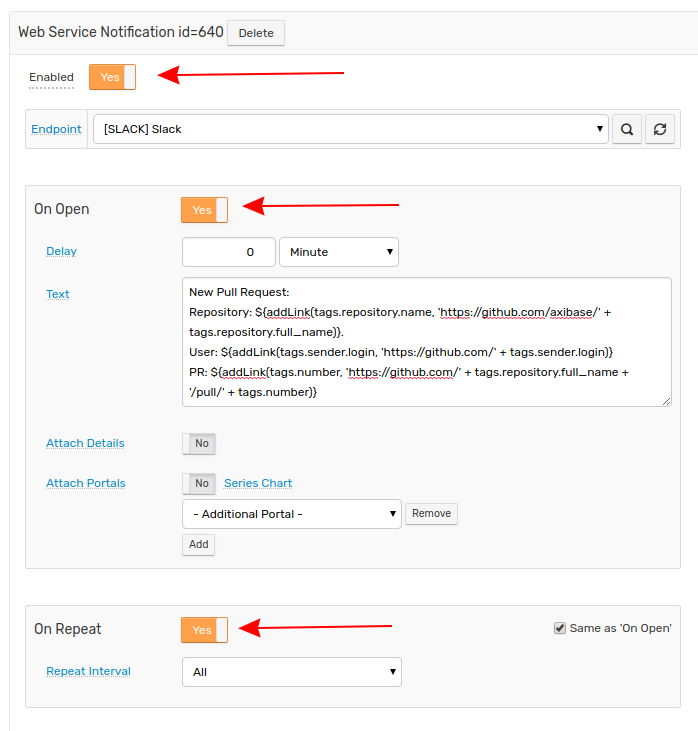 Web Service Notification id=640 Delete
Enabled Yes
Endpoint [SLACK] Slack
On Open Yes
Delay 0 Minute
Text New Pull Request:
Repository: ${addLink(tags.repository.name, 'https://github.com/axibase/' +
tags.repository.full_name)}.
User: ${addLink(tags.sender.login, 'https://github.com/' + tags.sender.login)}
PR: ${addLink(tags.number, 'https://github.com/' + tags.repository.full_name +
'/pull/' + tags.number)}
Attach Details No
Attach Portals No Series Chart
- Additional Portal - Remove
Add
On Repeat Yes Same as 'On Open'
Repeat Interval All